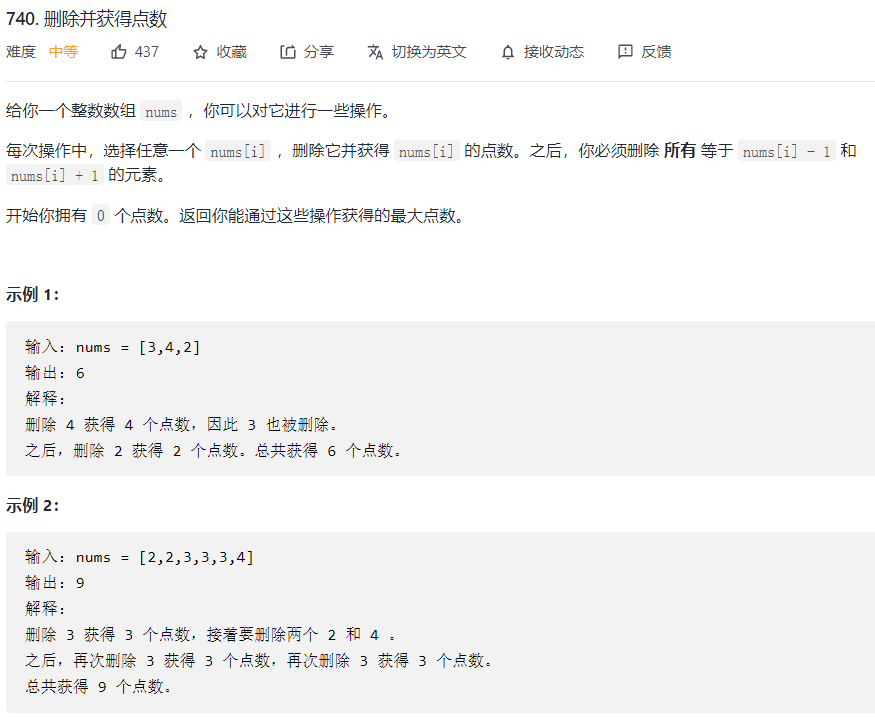 740. 删除并获得点数
难度 中等 437 收藏 分享 切换为英文 接收动态 反馈
给你一个整数数组 nums ，你可以对它进行一些操作。
每次操作中，选择任意一个 nums[i] ，删除它并获得 nums[i] 的点数。之后，你必须删除 所有 等于 nums[i] - 1 和
nums[i] + 1 的元素。
开始你拥有 0 个点数。返回你能通过这些操作获得的最大点数。
示例 1：
输入：nums = [3,4,2]
输出：6
解释：
删除 4 获得 4 个点数，因此 3 也被删除。
之后，删除 2 获得 2 个点数。总共获得 6 个点数。
示例 2：
输入：nums = [2,2,3,3,3,4]
输出：9
解释：
删除 3 获得 3 个点数，接着要删除两个 2 和 4 。
之后，再次删除 3 获得 3 个点数，再次删除 3 获得 3 个点数。
总共获得 9 个点数。